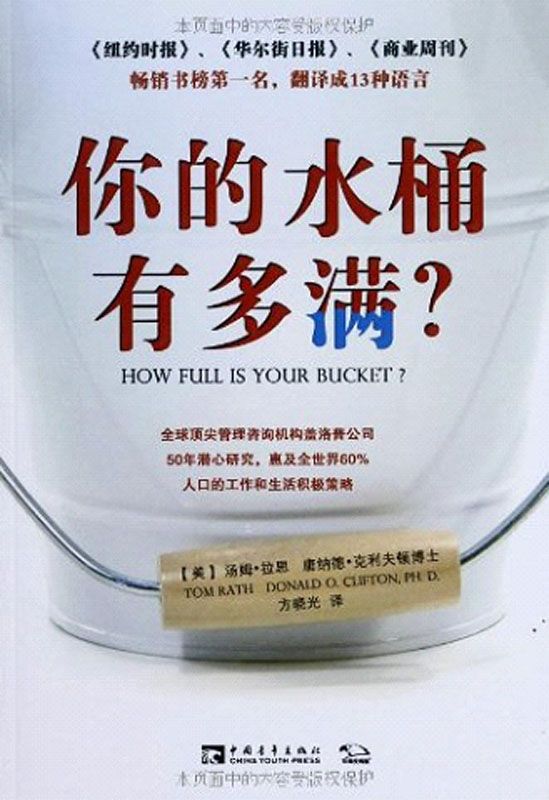 本页面中的内容受版权保护
《纽约时报》、《华尔街日报》、《商业周刊》
畅销书榜第一名，翻译成13种语言
你的水桶
有多满？
HOW FULL IS YOUR BUCKET？
全球顶尖管理咨询机构盖洛普公司
50年潜心研究，惠及全世界60%
人口的工作和生活积极策略
【美】 汤姆·拉思 唐纳德·克利夫顿博士
TOM RATH DONALD O. CLIFTON, PH. D.
方晓光 译
中国青年出版社
CHINA YOUTH PRESS
本页面中的内容受版权保护